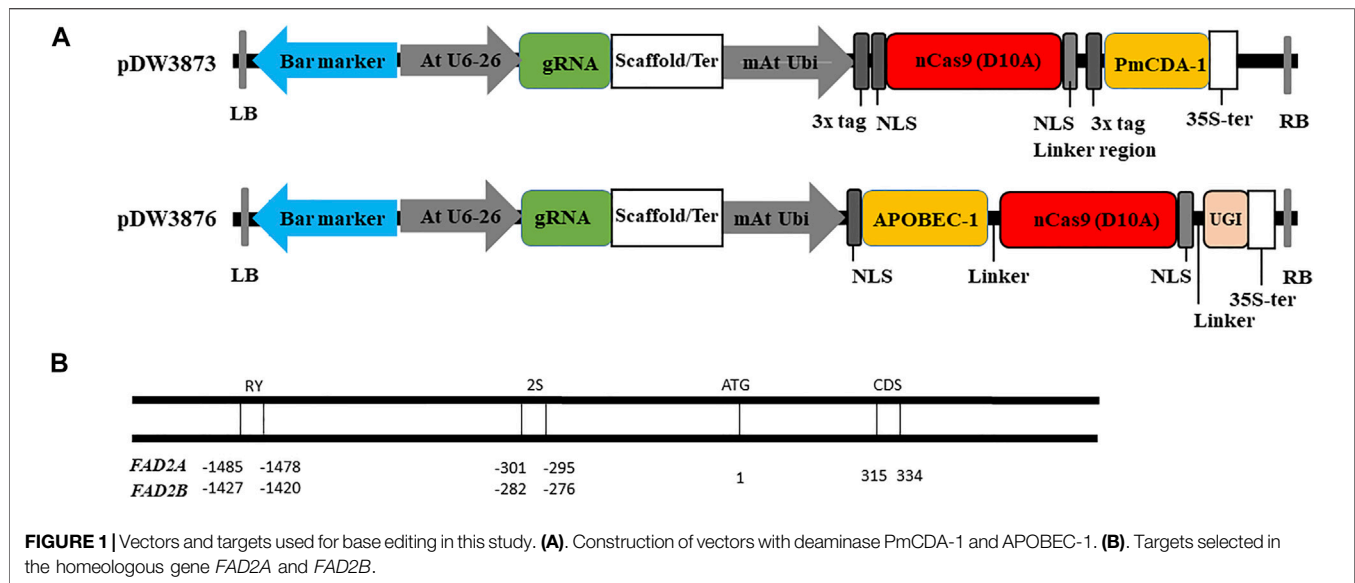 A
pDW3873
Bar marker
At U6-26
gRNA
Scaffold/Ter
mAt Ubi
nCas9 (D10A)
PmCDA-1
LB
3x tag
NLS
NLS
3x tag
35S-ter
RB
Linker region
pDW3876
Bar marker
At U6-26
gRNA
Scaffold/Ter
mAt Ubi
APOBEC-1
nCas9 (D10A)
UGI
LB
NLS
Linker
NLS
RB
35S-ter
Linker
B
RY
2S
ATG
CDS
FAD2A -1485 -1478 -301 -295
FAD2B -1427 -1420 -282 -276
1
315 334
FIGURE 1 | Vectors and targets used for base editing in this study. (A). Construction of vectors with deaminase PmCDA-1 and APOBEC-1. (B). Targets selected in
the homeologous gene FAD2A and FAD2B.